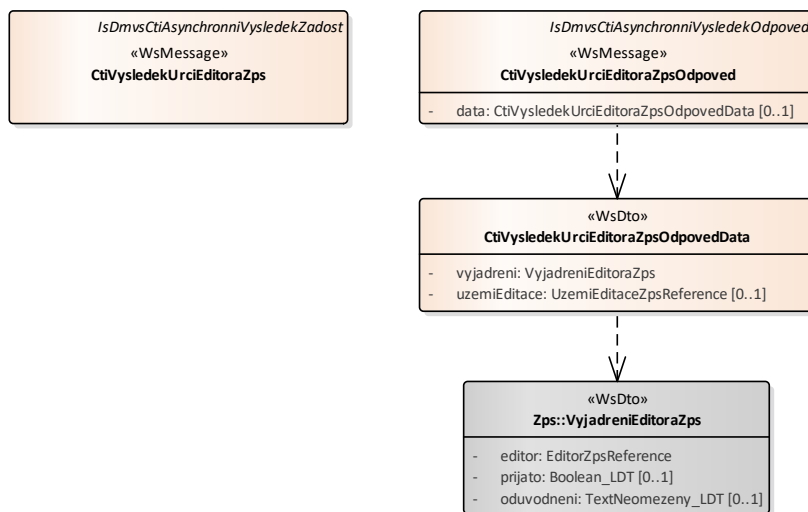 IsDmvsCtiAsynchronniVysledekZadost
«WsMessage»
CtiVysledekUrciEditoraZps
IsDmvsCtiAsynchronniVysledekOdpoved
«WsMessage»
CtiVysledekUrciEditoraZpsOdpoved
- data: CtiVysledekUrciEditoraZpsOdpovedData [0..1]
«WsDto»
CtiVysledekUrciEditoraZpsOdpovedData
- vyjadreni: VyjadreniEditoraZps
- uzemiEditace: UzemiEditaceZpsReference [0..1]
«WsDto»
Zps::VyjadreniEditoraZps
- editor: EditorZpsReference
- prijato: Boolean_LDT [0..1]
- oduvodneni: TextNeomezeny_LDT [0..1]